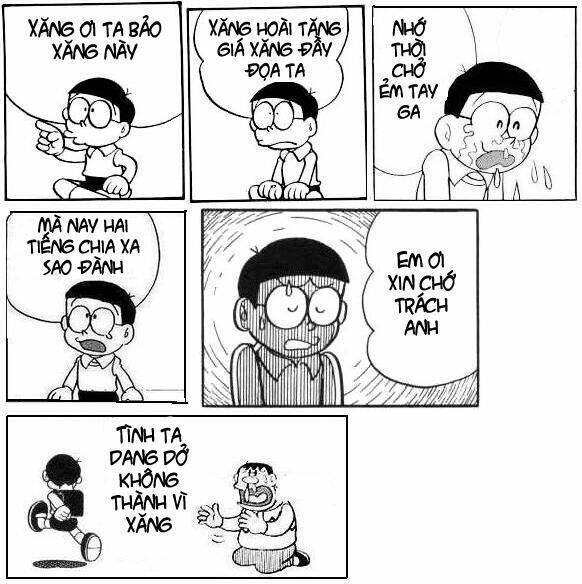 XĂNG ƠI TA BẢO
XĂNG NÀY
XĂNG HOÀI TĂNG
GIÁ XĂNG ĐẦY
ĐỌA TA
NHỚ
THỜI
CHỞ
ẺM TAY
GA
MÀ NAY HAI
TIẾNG CHIA XA
SAO ĐÀNH
EM ƠI
XIN CHỚ
TRÁCH
ANH
TÌNH TA
DANG DỞ
KHÔNG
THÀNH VÌ
XĂNG